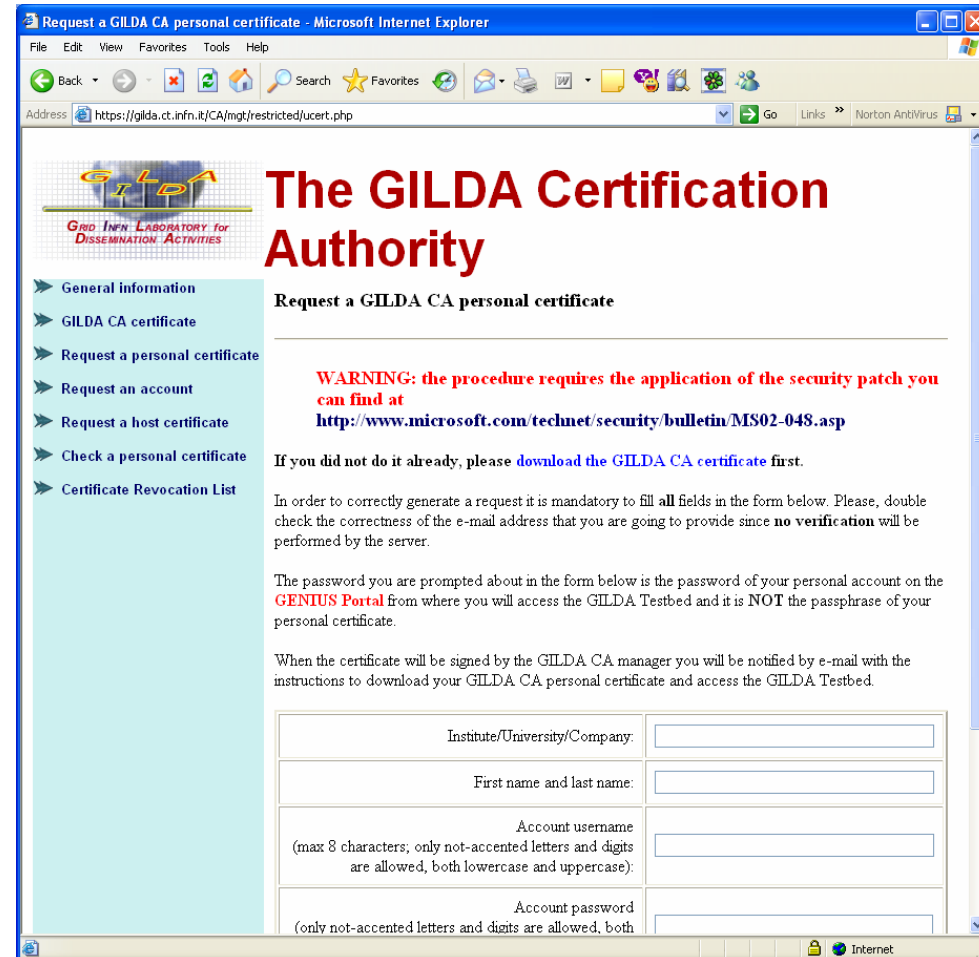 Request a GILDA CA personal certificate - Microsoft Internet Explorer
File Edit View Favorites Tools Help
Back Search Favorites
Address https://gilda.ct.infn.it/CA/mgt/restricted/ucert.php Go Links » Norton AntiVirus
GILDA
GRID INFN LABORATORY for
DISSEMINATION ACTIVITIES
The GILDA Certification
Authority
General information
GILDA CA certificate
Request a personal certificate
Request an account
Request a host certificate
Check a personal certificate
Certificate Revocation List
Request a GILDA CA personal certificate
WARNING: the procedure requires the application of the security patch you
can find at
http://www.microsoft.com/technet/security/bulletin/MS02-048.asp
If you did not do it already, please download the GILDA CA certificate first.
In order to correctly generate a request it is mandatory to fill all fields in the form below. Please, double
check the correctness of the e-mail address that you are going to provide since no verification will be
performed by the server.
The password you are prompted about in the form below is the password of your personal account on the
GENIUS Portal from where you will access the GILDA Testbed and it is NOT the passphrase of your
personal certificate.
When the certificate will be signed by the GILDA CA manager you will be notified by e-mail with the
instructions to download your GILDA CA personal certificate and access the GILDA Testbed.
Institute/University/Company:
First name and last name:
Account username
(max 8 characters; only not-accented letters and digits
are allowed, both lowercase and uppercase):
Account password
(only not-accented letters and digits are allowed, both
Internet